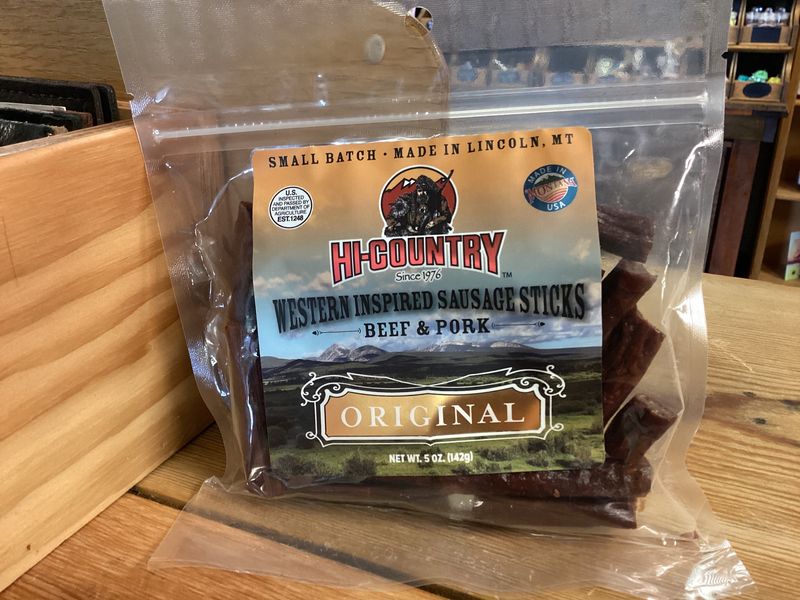 SMALL BATCH · MADE IN LINCOLN, MT
U.S.
INSPECTED
AND PASSED BY
DEPARTMENT OF
AGRICULTURE
EST.1248
MADE IN
MONTANA
USA
HI-COUNTRY
Since 1976 ™
WESTERN INSPIRED SAUSAGE STICKS
BEEF & PORK
ORIGINAL
NET WT. 5 OZ. (142g)